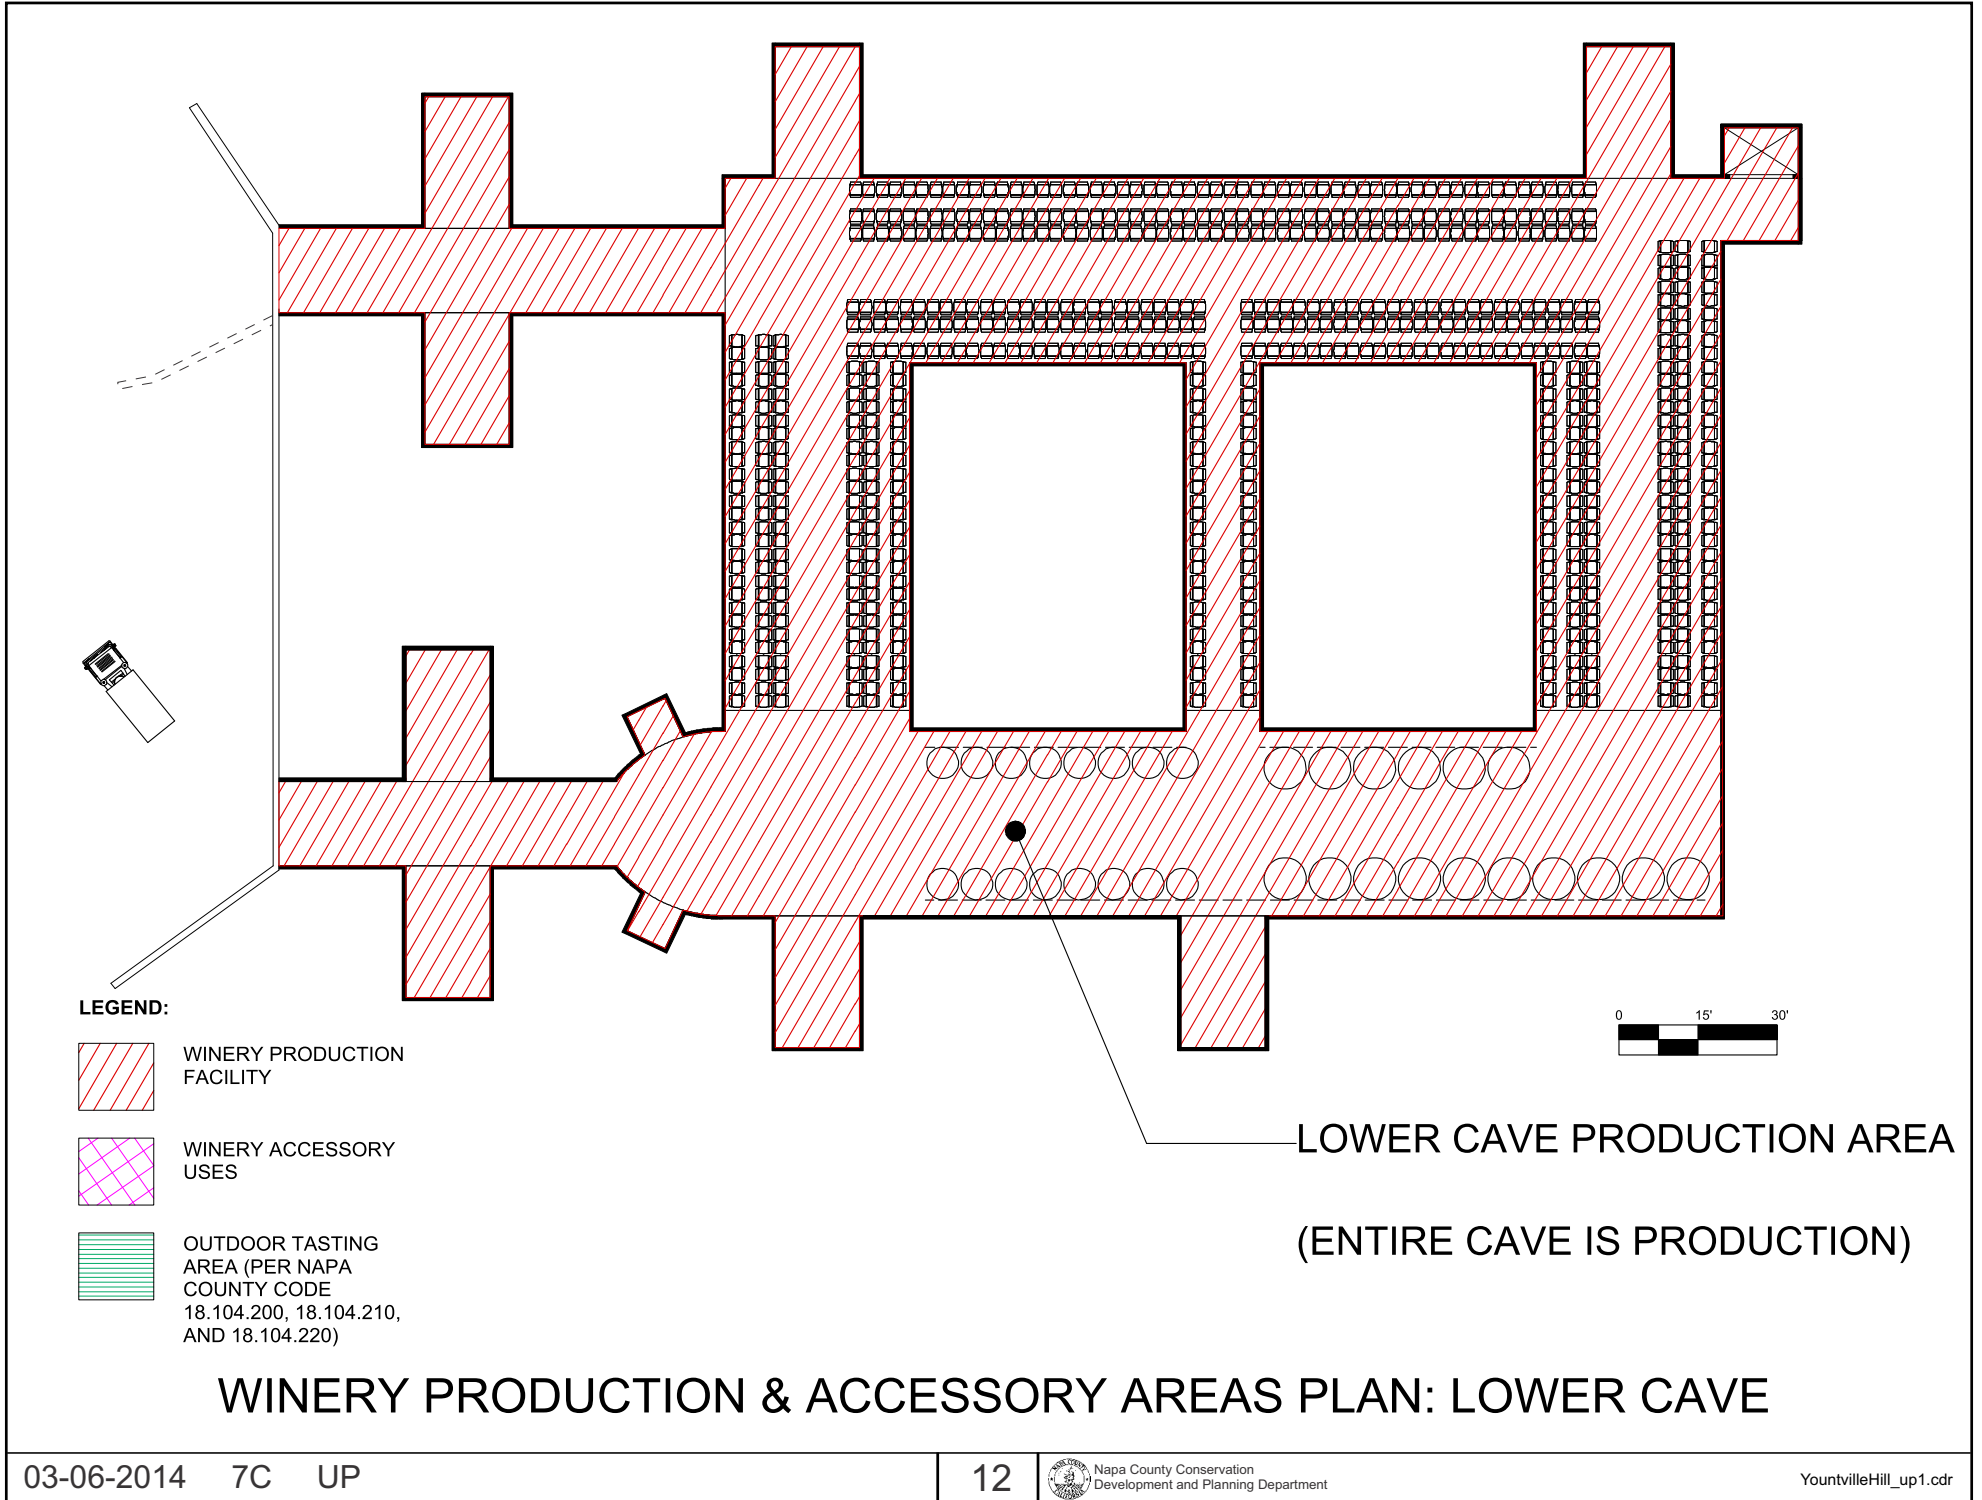 0 15' 30'
LEGEND:
WINERY PRODUCTION
FACILITY
WINERY ACCESSORY
USES
OUTDOOR TASTING
AREA (PER NAPA
COUNTY CODE
18.104.200, 18.104.210,
AND 18.104.220)
LOWER CAVE PRODUCTION AREA
(ENTIRE CAVE IS PRODUCTION)
WINERY PRODUCTION & ACCESSORY AREAS PLAN: LOWER CAVE
03-06-2014 7C UP
12
NAPA COUNTY
CALIFORNIA
Napa County Conservation
Development and Planning Department
YountvilleHill_up1.cdr